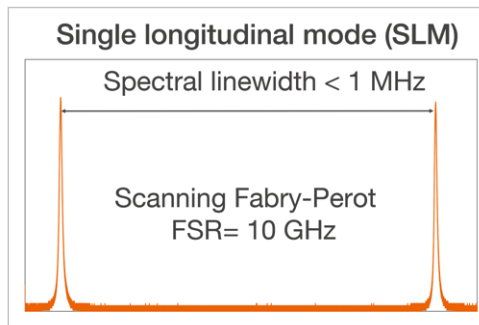 Single longitudinal mode (SLM)
Spectral linewidth < 1 MHz
Scanning Fabry-Perot
FSR= 10 GHz